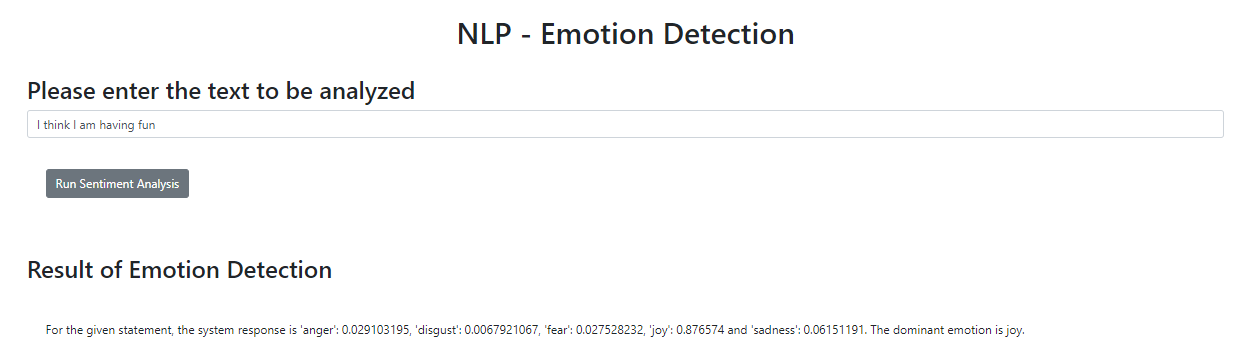 NLP - Emotion Detection
Please enter the text to be analyzed
I think I am having fun
Run Sentiment Analysis
Result of Emotion Detection
For the given statement, the system response is 'anger': 0.029103195, 'disgust': 0.0067921067, 'fear': 0.027528232, 'joy': 0.876574 and 'sadness': 0.06151191. The dominant emotion is joy.